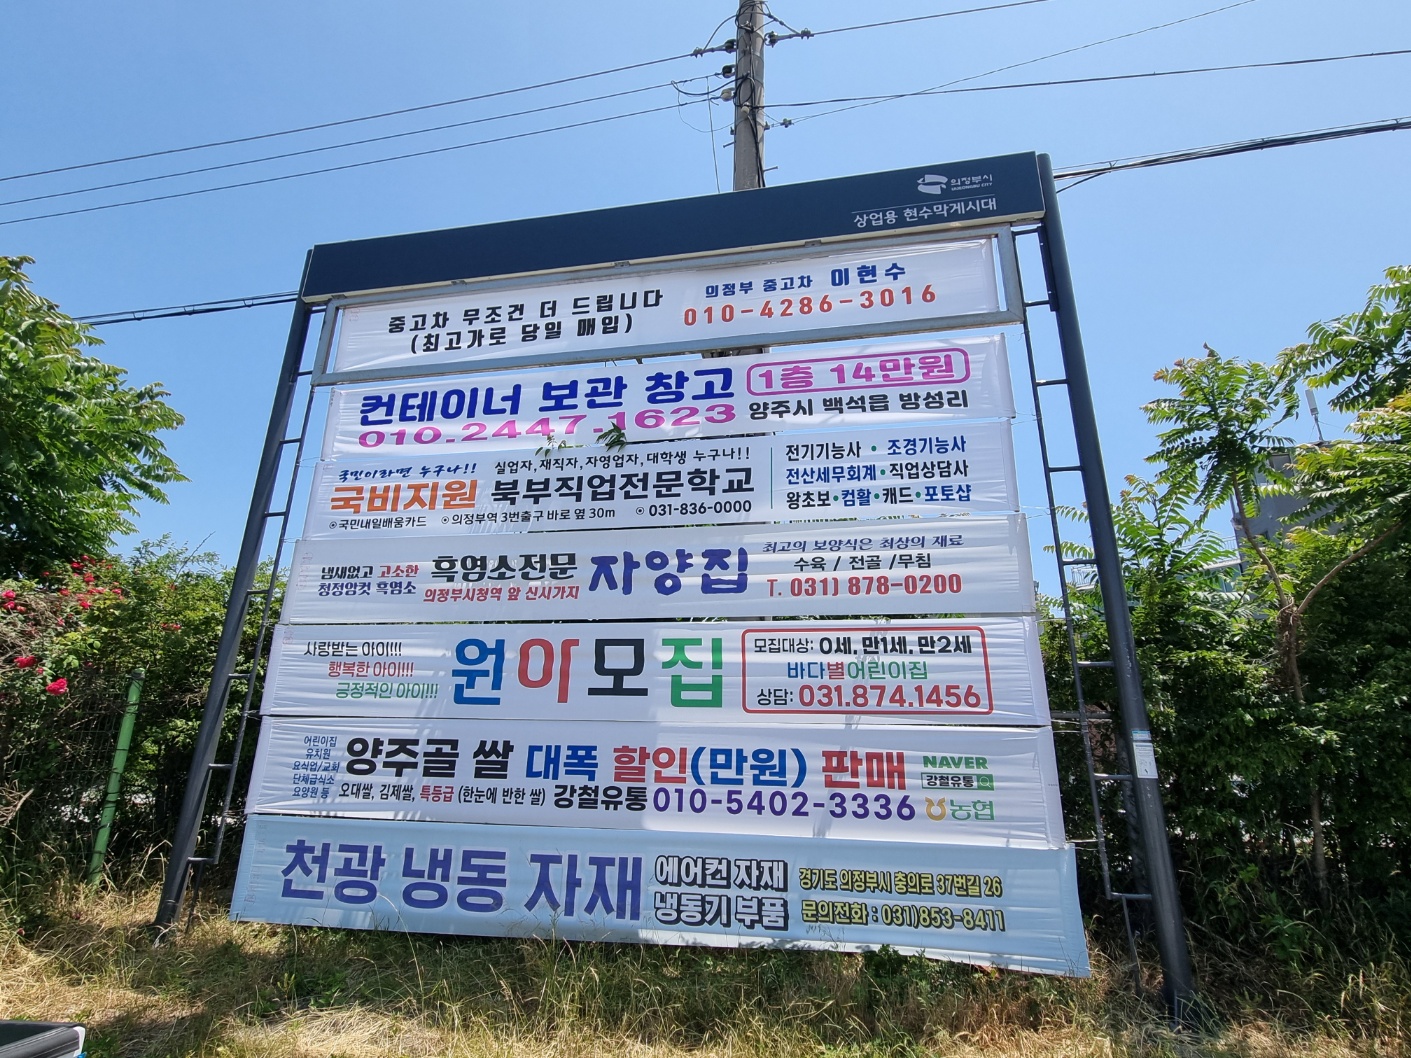 의정부시
UIJEONGBU CITY
상업용 현수막게시대
중고차 무조건 더 드립니다
(최고가로 당일 매입)
의정부 중고차 이현수
010-4286-3016
컨테이너 보관 창고
1층 14만원
010.2447.1623
양주시 백석읍 방성리
국민이라면 누구나!!
실업자,재직자,자영업자,대학생 누구나!!
국비지원 북부직업전문학교
◎국민내일배움카드 ◎의정부역 3번출구 바로 옆 30m ◎031-836-0000
전기기능사 • 조경기능사
전산세무회계•직업상담사
왕초보•컴활•캐드•포토샵
냄새없고 고소한
청정암컷 흑염소
흑염소전문
의정부시청역 앞 신시가지
자양집
최고의 보양식은 최상의 재료
수육 / 전골 /무침
T. 031) 878-0200
사랑받는 아이!!!
행복한 아이!!!
긍정적인 아이!!!
원아모집
모집대상: 0세, 만1세, 만2세
바다별어린이집
상담: 031.874.1456
어린이집
유치원
요식업/교회
단체급식소
요양원 등
양주골 쌀 대폭 할인(만원) 판매
오대쌀, 김제쌀, 특등급 (한눈에 반한 쌀) 강철유통 010-5402-3336
NAVER
강철유통
농협
천광 냉동 자재
에어컨 자재
냉동기 부품
경기도 의정부시 충의로 37번길 26
문의전화 : 031)853-8411